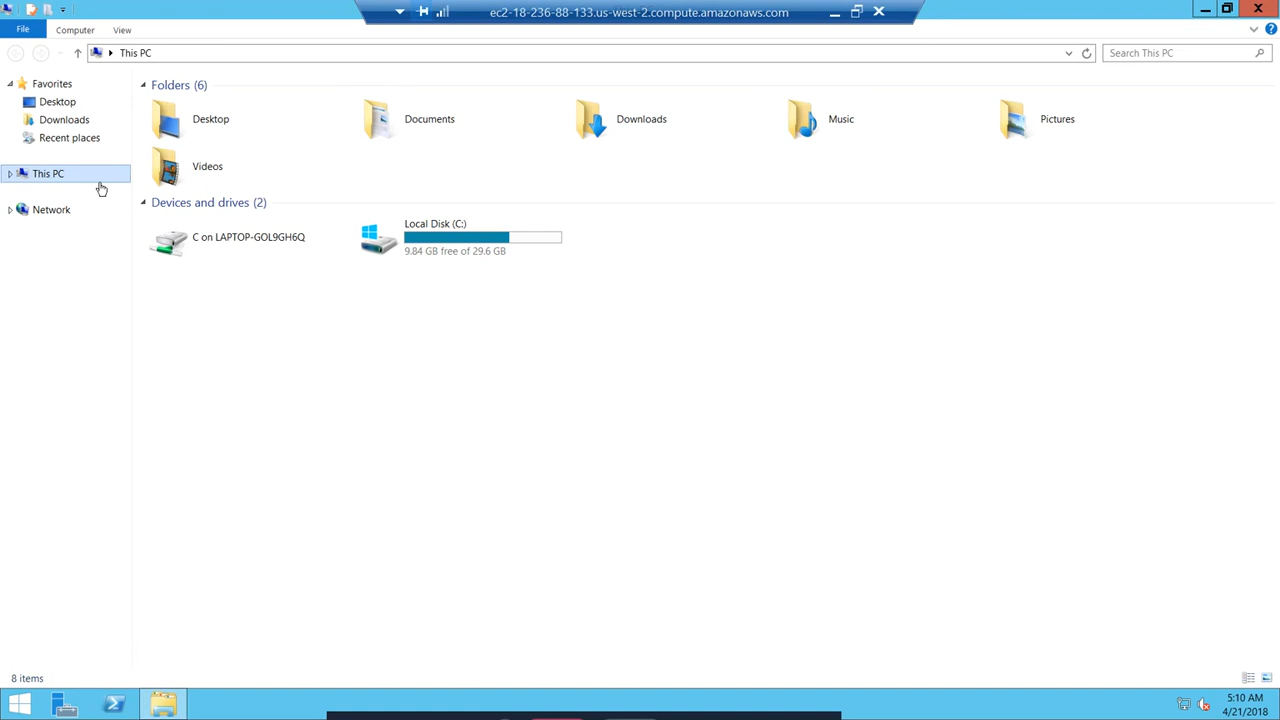 ec2-18-236-88-133.us-west-2.compute.amazonaws.com
File
Computer
View
This PC
Search This PC
Favorites
Desktop
Downloads
Recent places
This PC
Network
Folders (6)
Desktop
Documents
Downloads
Music
Pictures
Videos
Devices and drives (2)
C on LAPTOP-GOL9GH6Q
Local Disk (C:)
9.84 GB free of 29.6 GB
8 items
5:10 AM
4/21/2018